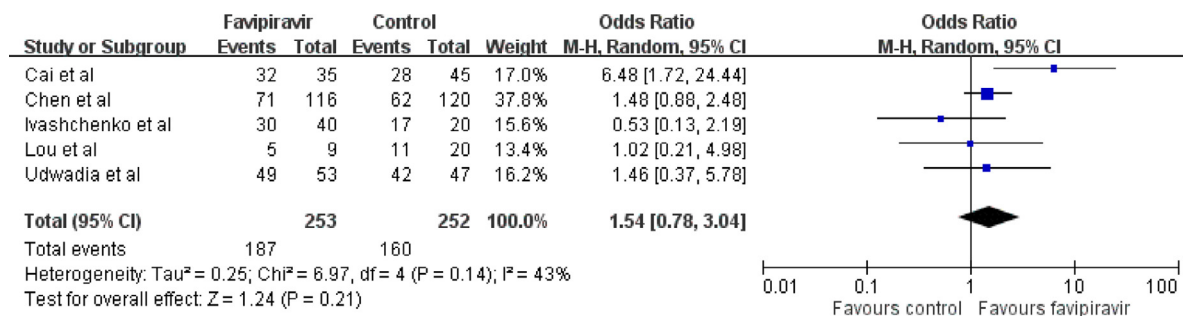 Favipiravir Control Odds Ratio Odds Ratio
Study or Subgroup Events Total Events Total Weight M-H, Random, 95% CI M-H, Random, 95% CI
Cai et al 32 35 28 45 17.0% 6.48 [1.72, 24.44]
Chen et al 71 116 62 120 37.8% 1.48 [0.88, 2.48]
Ivashchenko et al 30 40 17 20 15.6% 0.53 [0.13, 2.19]
Lou et al 5 9 11 20 13.4% 1.02 [0.21, 4.98]
Udwadia et al 49 53 42 47 16.2% 1.46 [0.37, 5.78]
Total (95% CI) 253 252 100.0% 1.54 [0.78, 3.04]
Total events 187 160
Heterogeneity: Tau² = 0.25; Chi² = 6.97, df = 4 (P = 0.14); I² = 43%
Test for overall effect: Z = 1.24 (P = 0.21)
0.01 0.1 1 10 100
Favours control Favours favipiravir